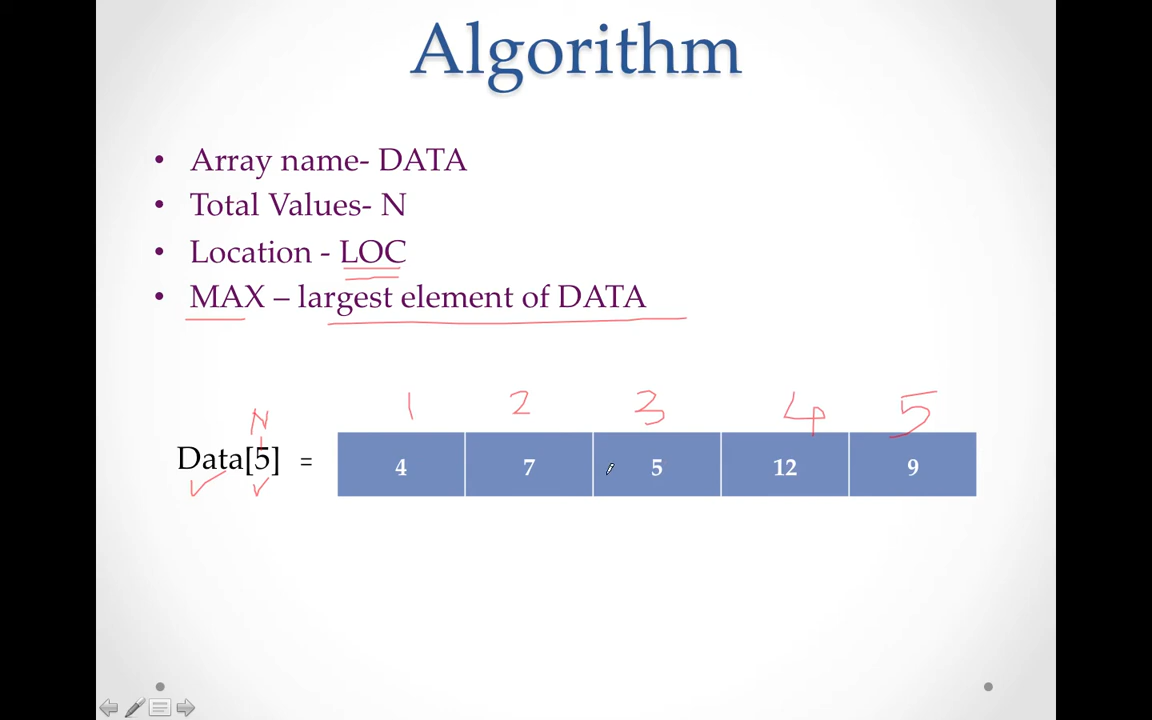 Algorithm
• Array name- DATA
• Total Values- N
• Location - LOC
• MAX – largest element of DATA
1 2 3 4 5
N
Data[5] = 4 7 5 12 9